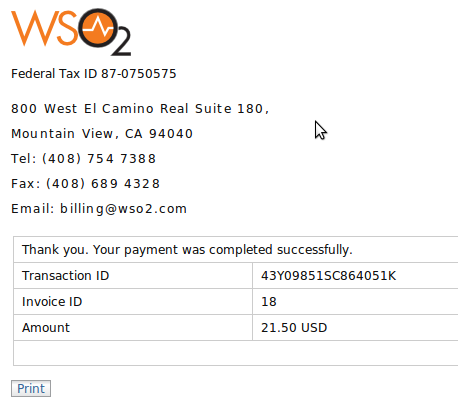 WSO2
Federal Tax ID 87-0750575
800 West El Camino Real Suite 180,
Mountain View, CA 94040
Tel: (408) 754 7388
Fax: (408) 689 4328
Email: billing@wso2.com
Thank you. Your payment was completed successfully.
Transaction ID 43Y09851SC864051K
Invoice ID 18
Amount 21.50 USD
Print